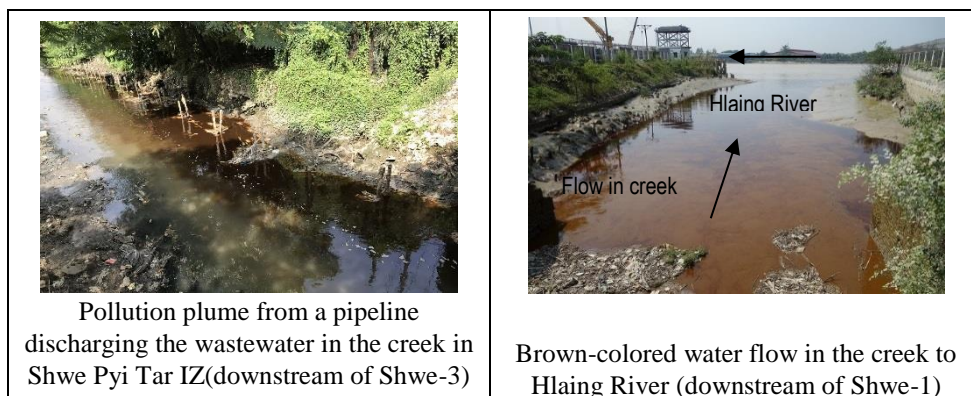 Hlaing River
Flow in creek
Pollution plume from a pipeline
discharging the wastewater in the creek in
Shwe Pyi Tar IZ(downstream of Shwe-3)
Brown-colored water flow in the creek to
Hlaing River (downstream of Shwe-1)